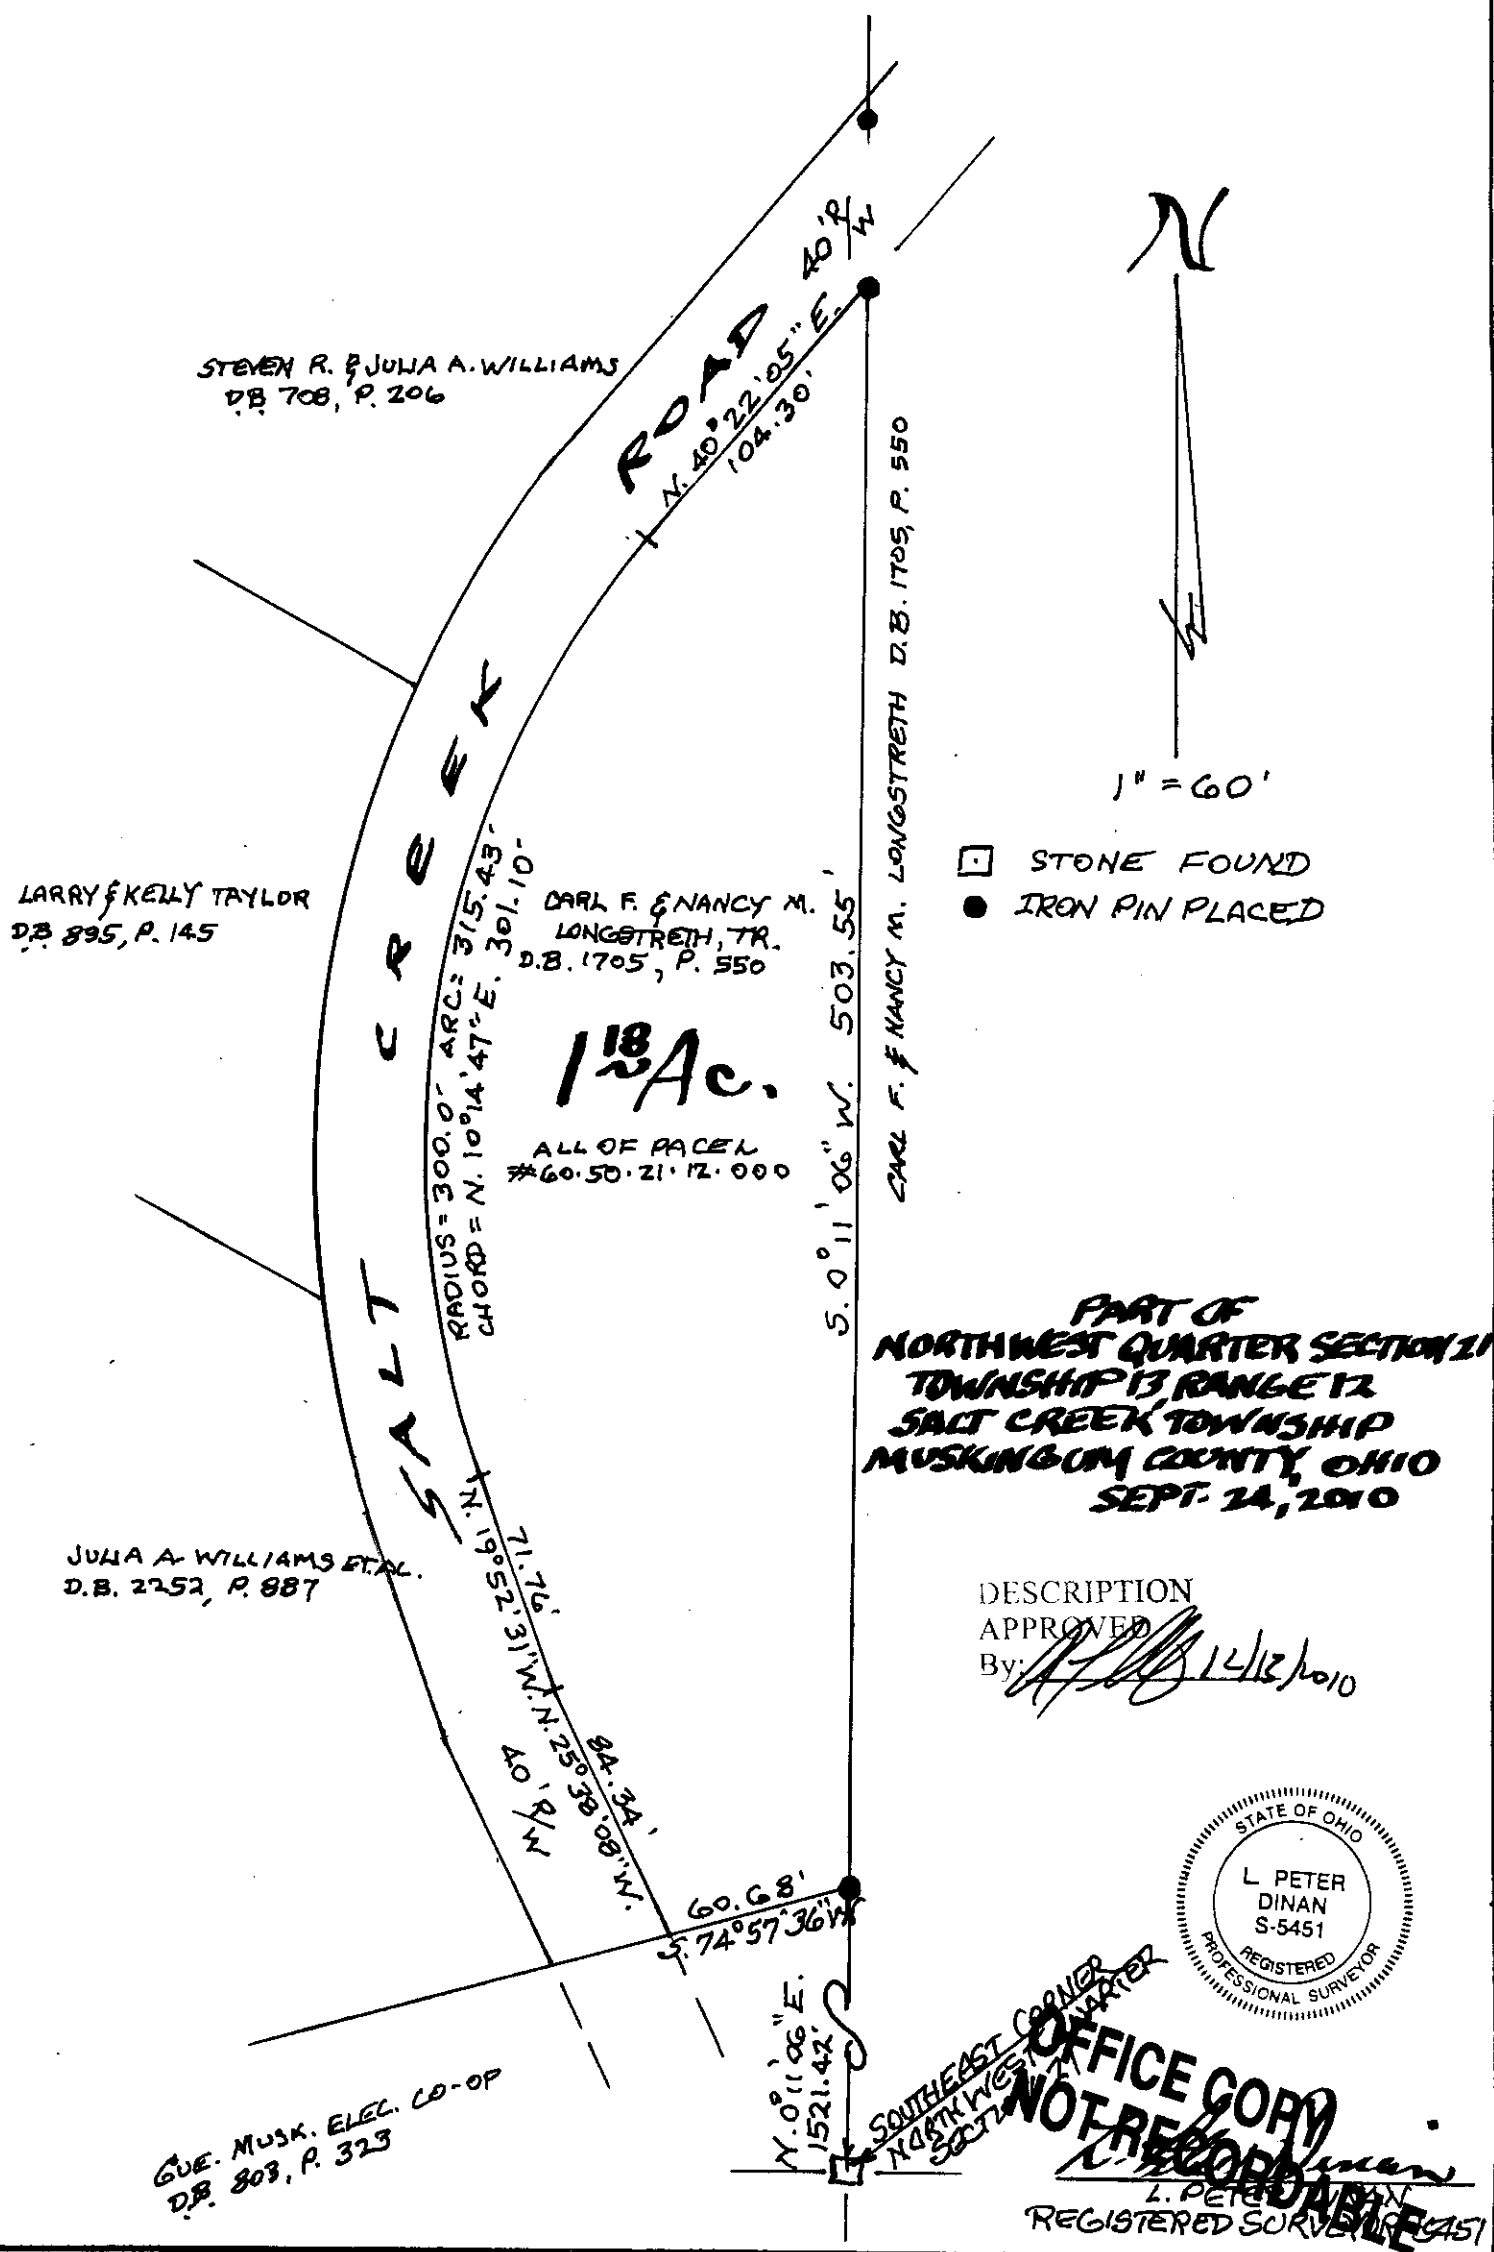 40' R/W
N
STEVEN R. & JULIA A. WILLIAMS
D.B. 708, P. 206
ROAD
N. 40° 22' 05" E.
104.30'
1" = 60'
STONE FOUND
IRON PIN PLACED
CARL F. & NANCY M. LONGSTRETH D.B. 1705, P. 550
S. 0° 11' 06" W. 503.55'
LARRY & KELLY TAYLOR
D.B. 895, P. 145
CREEK
RADIUS = 300.0' ARC = 315.43'
CHORD = N. 10° 14' 47" E. 301.10'
CARL F. & NANCY M.
LONGSTRETH, TR.
D.B. 1705, P. 550
1 18 Ac.
ALL OF PACEL
#60.50.21.12.000
SALT
PART OF
NORTHWEST QUARTER SECTION 21
TOWNSHIP 13, RANGE 12
SALT CREEK TOWNSHIP
MUSKINGUM COUNTY, OHIO
SEPT. 24, 2010
JULIA A. WILLIAMS ET. AL.
D.B. 2252, P. 887
71.76'
N. 19° 52' 31" W.
84.34'
N. 25° 38' 08" W.
40' R/W
DESCRIPTION
APPROVED
By: 12/13/2010
STATE OF OHIO
L. PETER
DINAN
S-5451
REGISTERED
PROFESSIONAL SURVEYOR
60.68'
S. 74° 57' 36" W
N. 0° 11' 06" E.
1521.42'
SOUTHEAST CORNER
NORTHWEST QUARTER
OFFICE COPY
NOT RECORDABLE
GUE. MUSK. ELEC. CO-OP
D.B. 803, P. 323
L. PETER DINAN
REGISTERED SURVEYOR 5451